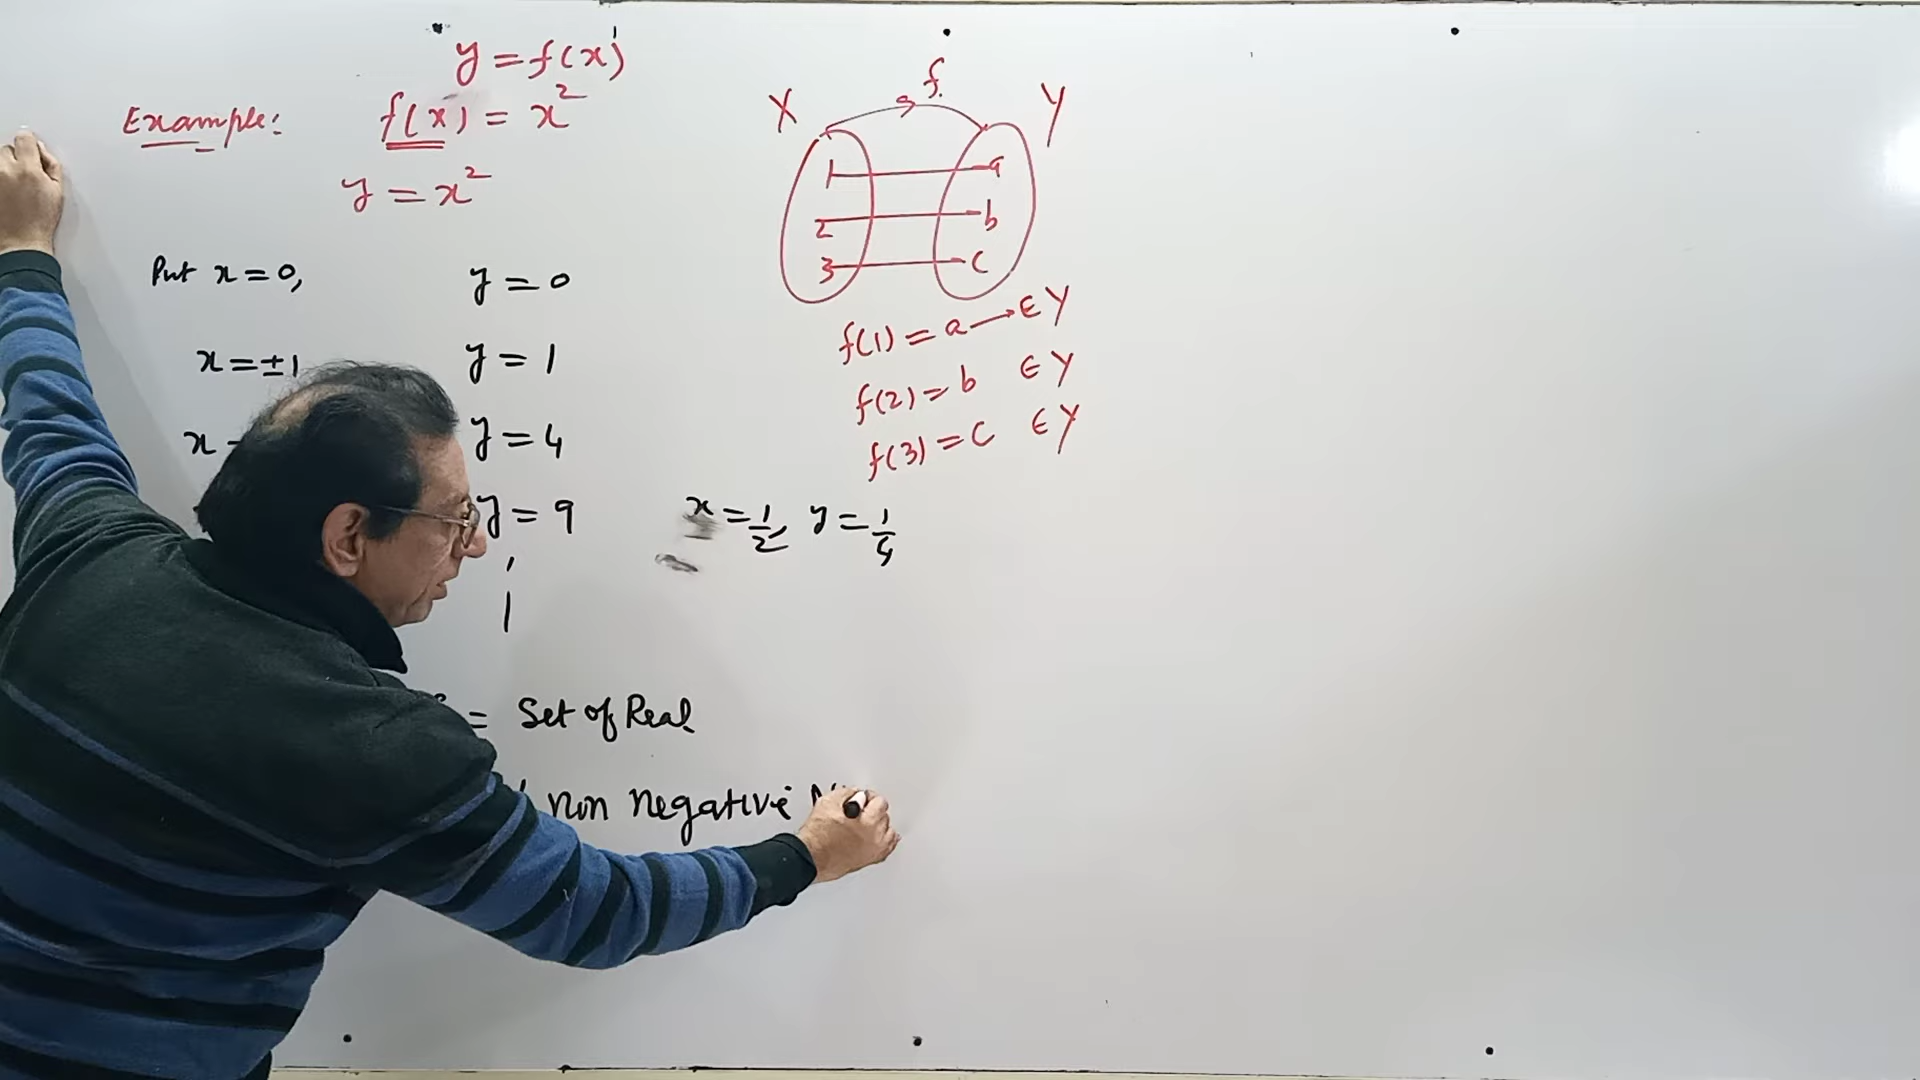 y = f(x)
Example: f(x) = x²
y = x²
Put x = 0, y = 0
x = ±1 y = 1
x = y = 4
y = 9
= Set of Real
non negative
X f Y
1 a
2 b
3 c
f(1) = a → ∈ Y
f(2) = b ∈ Y
f(3) = c ∈ Y
x = 1/2, y = 1/4